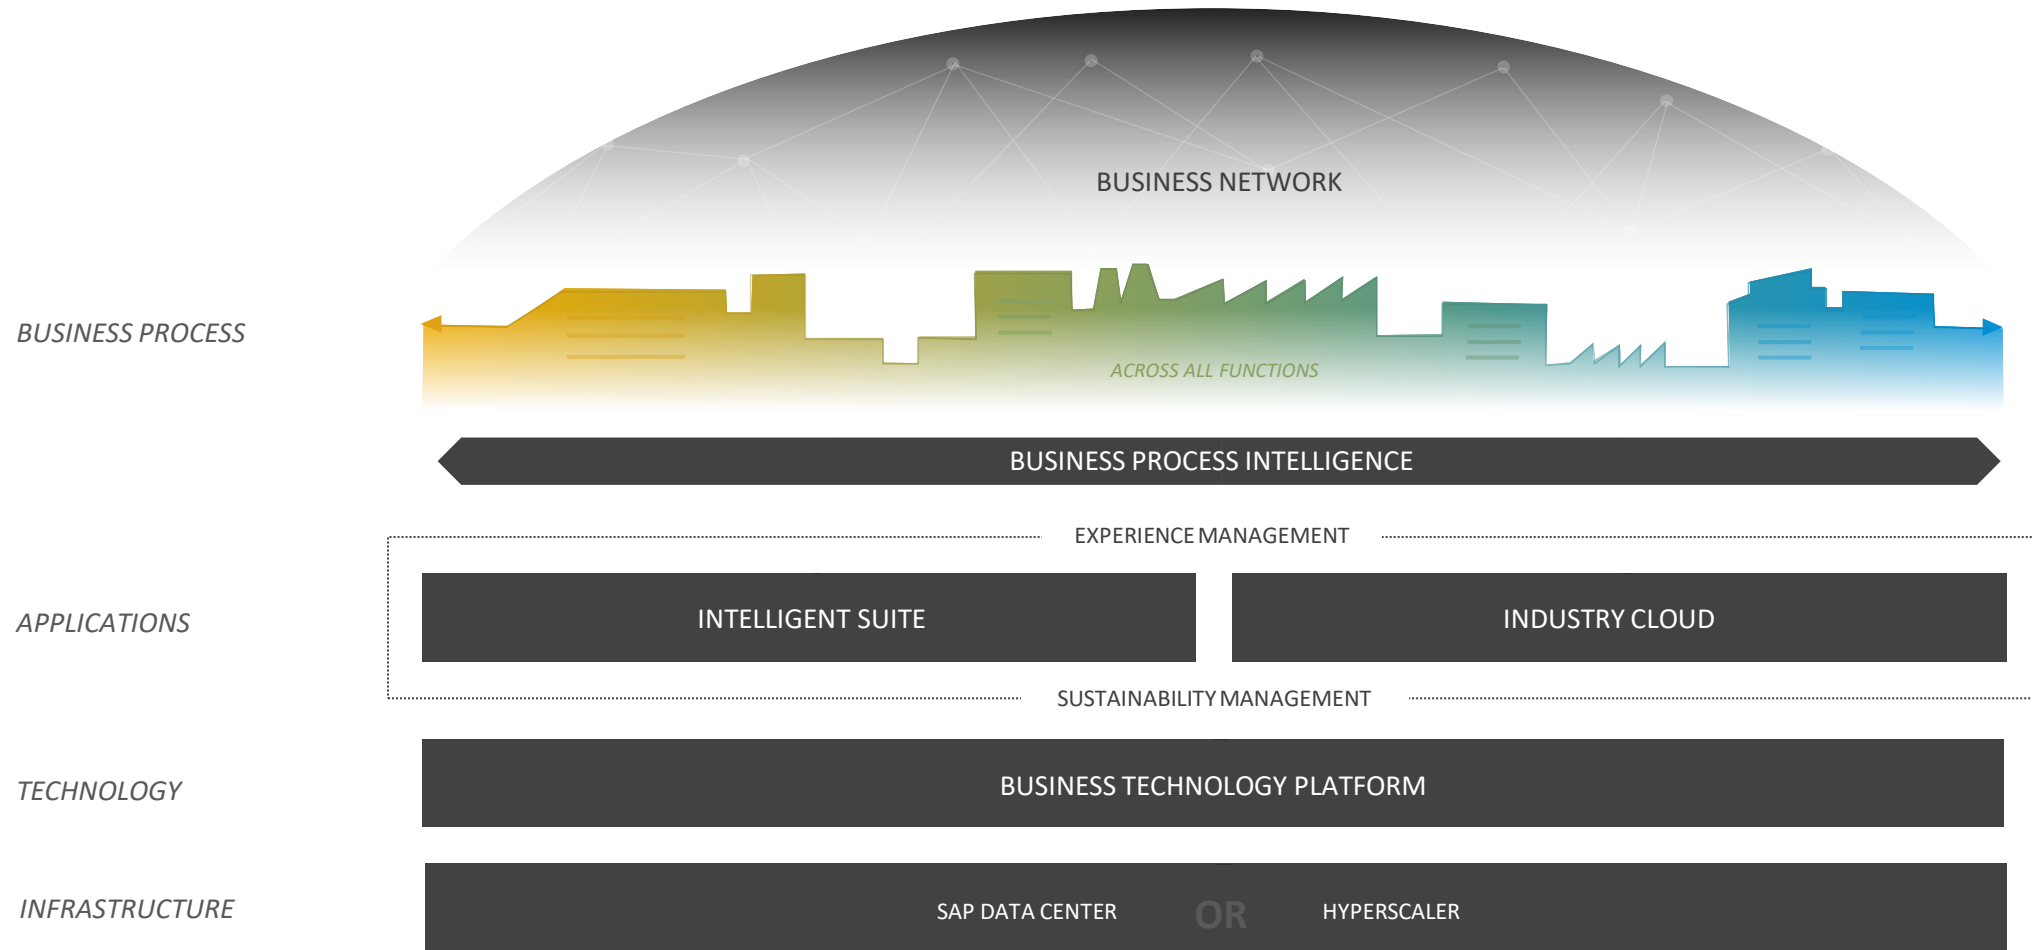 BUSINESS NETWORK
BUSINESS PROCESS
ACROSS ALL FUNCTIONS
BUSINESS PROCESS INTELLIGENCE
EXPERIENCE MANAGEMENT
APPLICATIONS
INTELLIGENT SUITE
INDUSTRY CLOUD
SUSTAINABILITY MANAGEMENT
TECHNOLOGY
BUSINESS TECHNOLOGY PLATFORM
INFRASTRUCTURE
SAP DATA CENTER OR HYPERSCALER